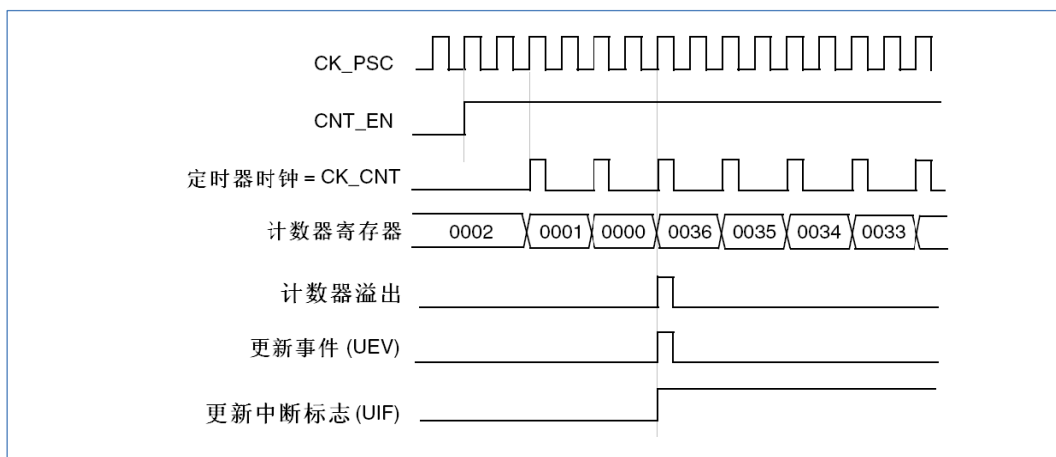 CK_PSC
CNT_EN
定时器时钟 = CK_CNT
计数器寄存器 0002 0001 0000 0036 0035 0034 0033
计数器溢出
更新事件 (UEV)
更新中断标志 (UIF)